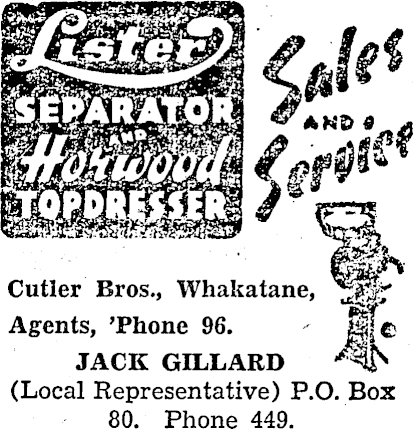 Lister
SEPARATOR
AND
Horwood
TOPDRESSER
Sales
AND
Service
Cutler Bros., Whakatane,
Agents, 'Phone 96.
JACK GILLARD
(Local Representative) P.O. Box
80. Phone 449.